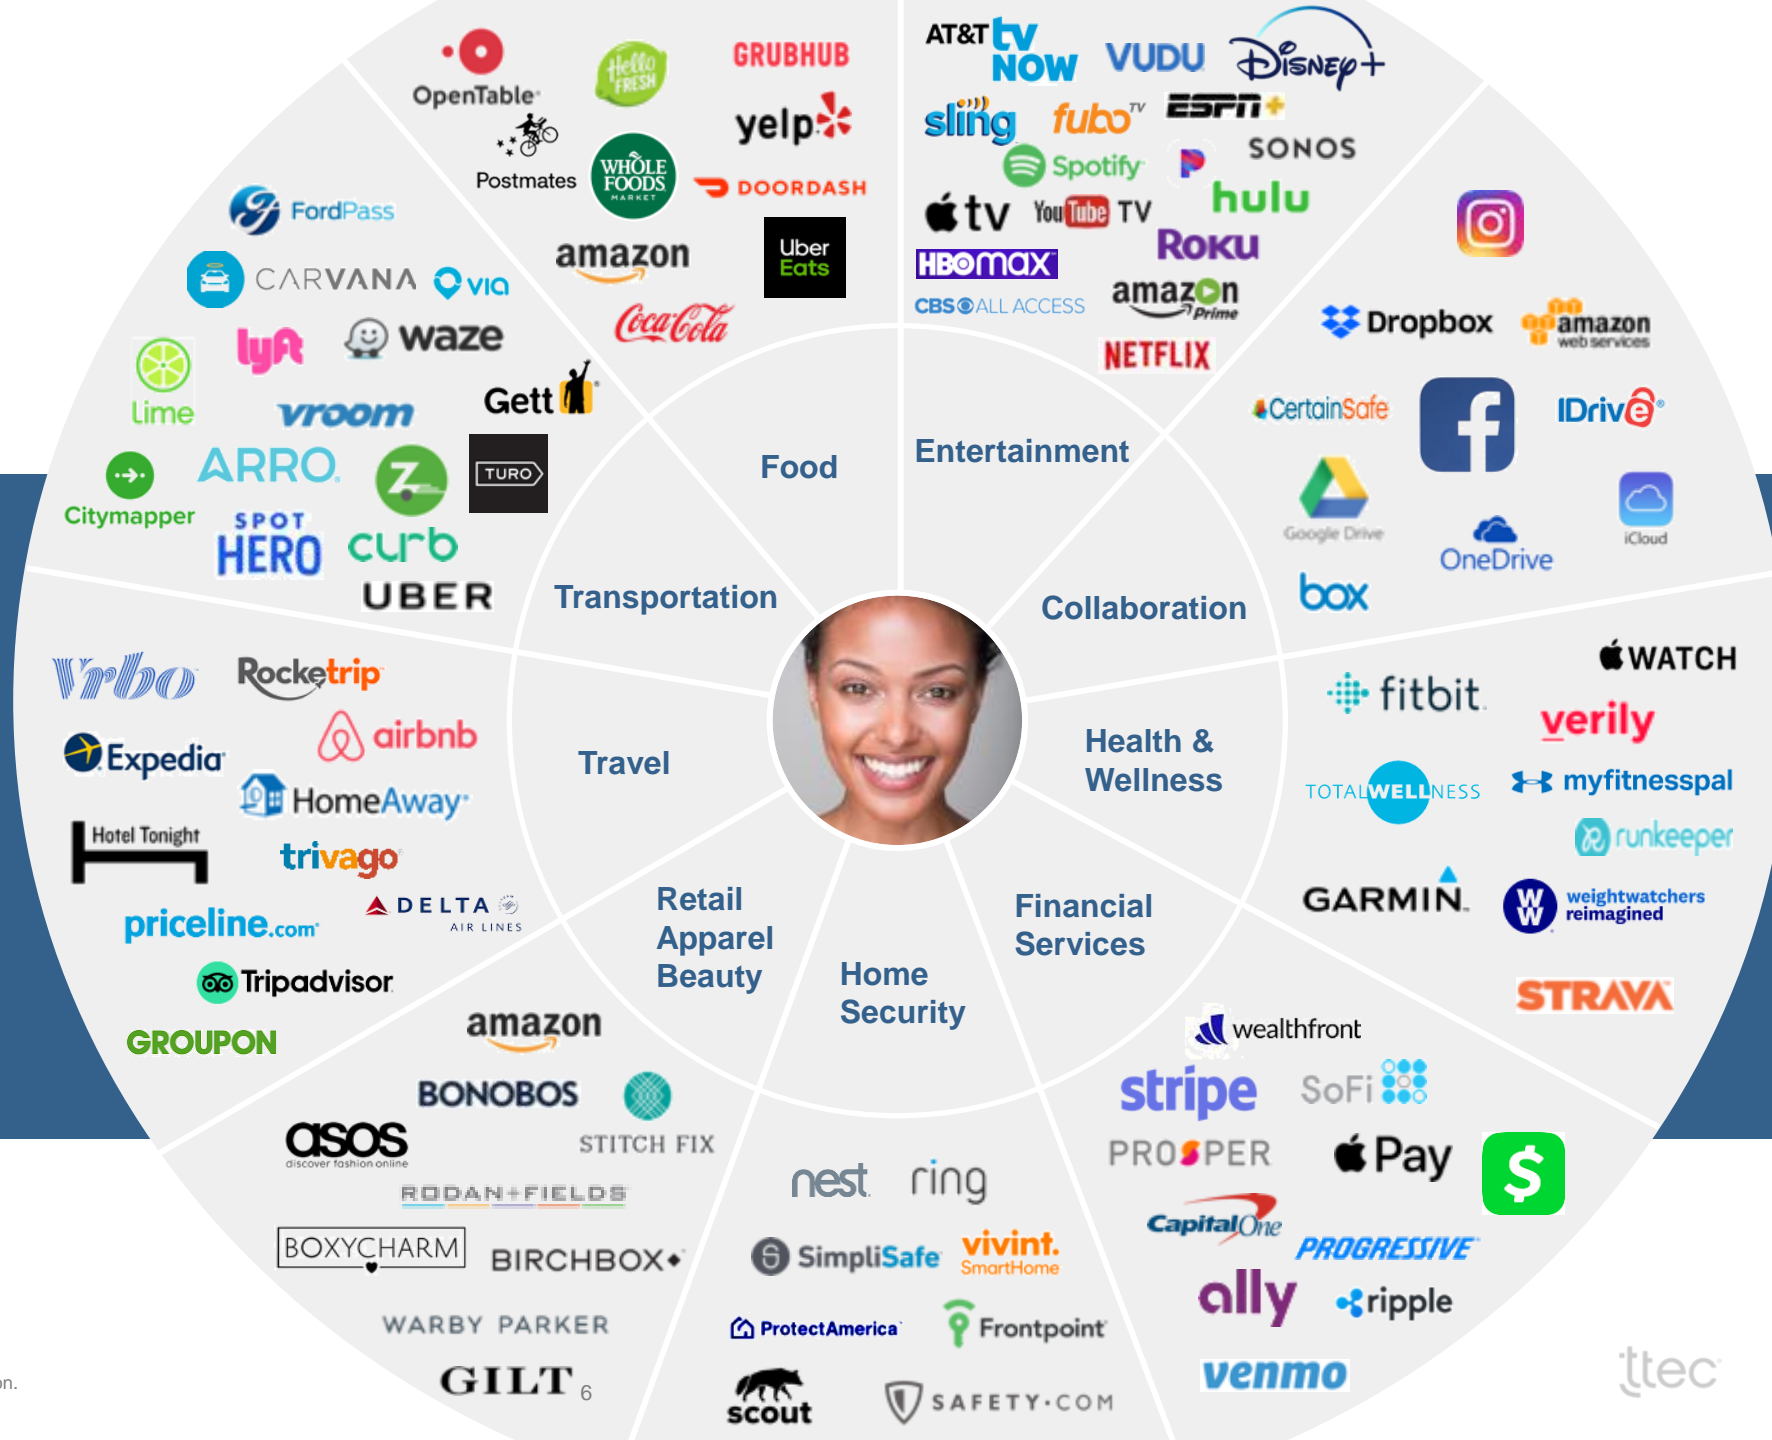 OpenTable
Hello
FRESH
GRUBHUB
Postmates
WHOLE
FOODS
MARKET
yelp
DOORDASH
amazon
Uber
Eats
Coca-Cola
AT&T tv
NOW
VUDU
Disney+
sling
fubo TV
ESPN+
Spotify
SONOS
tv
YouTube TV
hulu
ROKU
HBOmax
CBS ALL ACCESS
amazon
Prime
NETFLIX
FordPass
CARVANA
via
lyft
waze
Lime
vroom
Gett
ARRO
Z
TURO
Citymapper
SPOT
HERO
curb
UBER
Dropbox
amazon
web services
CertainSafe
f
IDrive
Google Drive
OneDrive
iCloud
box
Food
Entertainment
Transportation
Collaboration
Travel
Health &
Wellness
Retail
Apparel
Beauty
Home
Security
Financial
Services
Vrbo
Rocketrip
airbnb
Expedia
HomeAway
Hotel Tonight
trivago
priceline.com
DELTA
AIR LINES
Tripadvisor
GROUPON
WATCH
fitbit
verily
TOTALWELLNESS
myfitnesspal
runkeeper
GARMIN
W
W
weightwatchers
reimagined
STRAVA
amazon
BONOBOS
asos
discover fashion online
STITCH FIX
RODAN+FIELDS
BOXYCHARM
BIRCHBOX
WARBY PARKER
GILT
nest
ring
SimpliSafe
vivint.
SmartHome
ProtectAmerica
Frontpoint
scout
SAFETY.COM
wealthfront
stripe
SoFi
PROSPER
Pay
$
Capital One
PROGRESSIVE
ally
ripple
venmo
on.
6
ttec